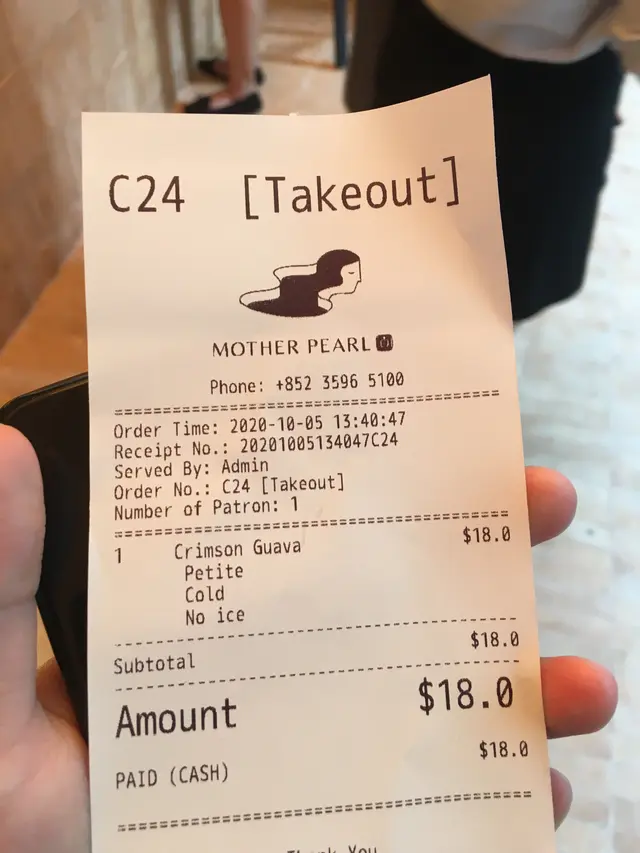 C24 [Takeout]
MOTHER PEARL
Phone: +852 3596 5100
================================================
Order Time: 2020-10-05 13:40:47
Receipt No.: 20201005134047C24
Served By: Admin
Order No.: C24 [Takeout]
Number of Patron: 1
================================================
1 Crimson Guava $18.0
Petite
Cold
No ice
------------------------------------------------
Subtotal $18.0
------------------------------------------------
Amount $18.0
PAID (CASH) $18.0
================================================
Thank You